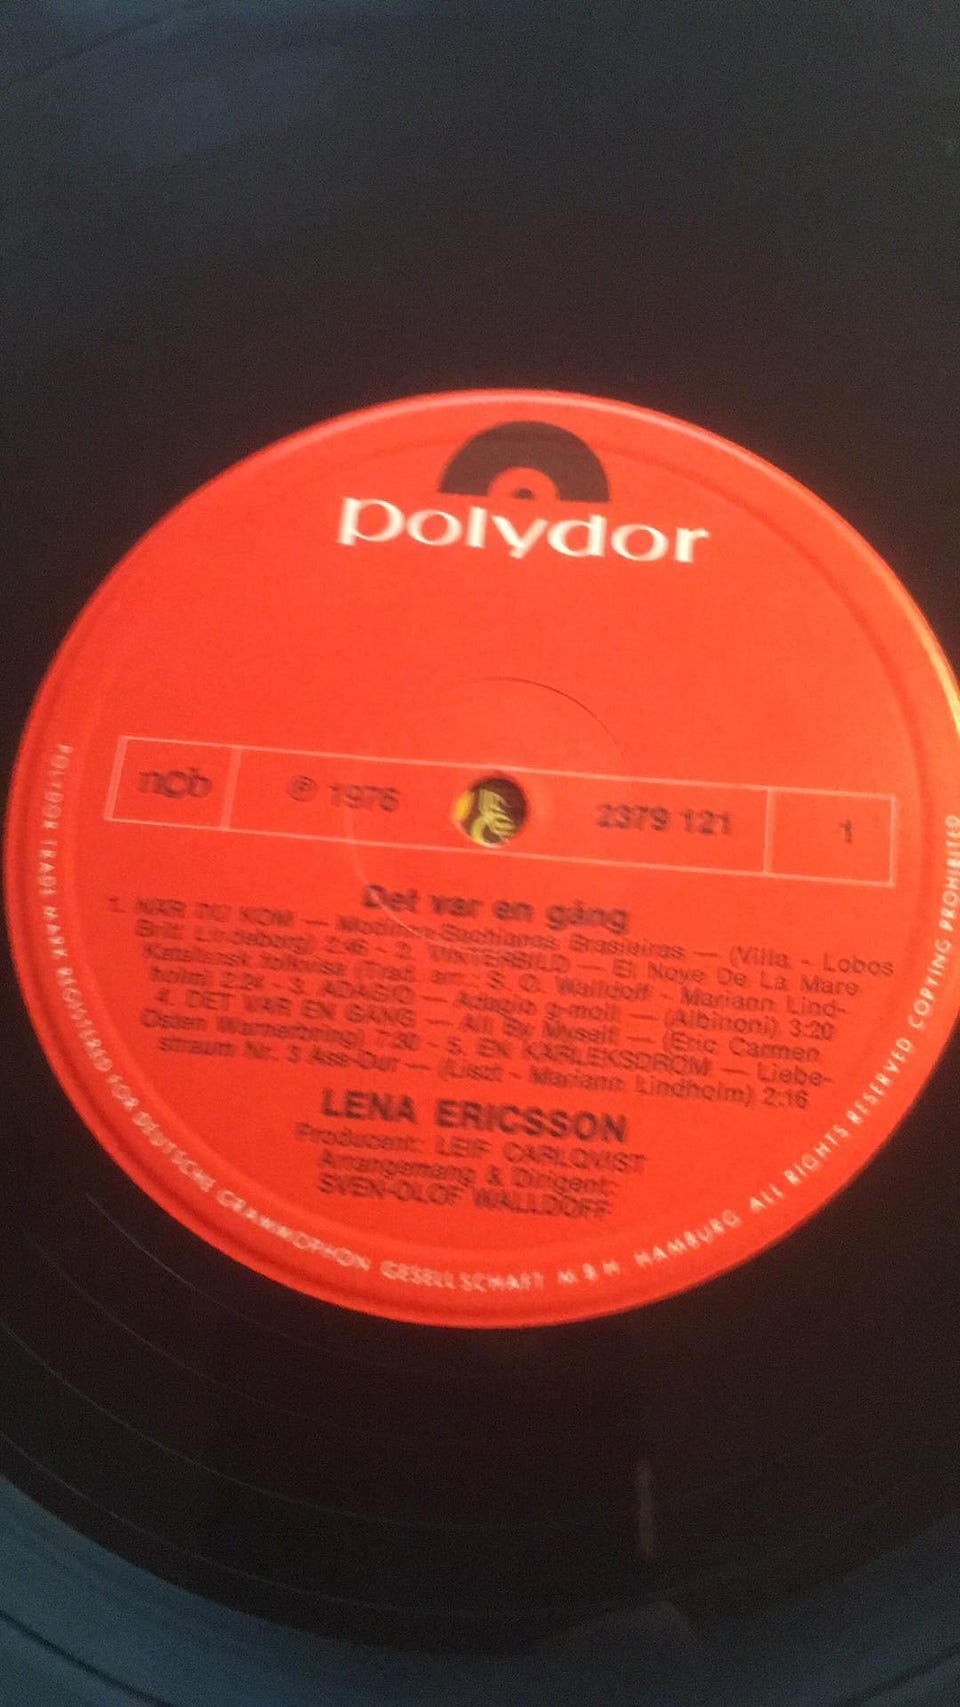 polydor
ncb ℗ 1976 2379 121 1
Det var en gång
1. NÄR DU KOM — Modinha-Bachianas Brasieiras — (Villa - Lobos
Britt Lindeborg) 2:46 - 2. VINTERBILD — El Noye De La Mare
Katalansk folkvisa (Trad. arr.: S. O. Walldoff - Mariann Lind-
holm) 2:24 - 3. ADAGIO — Adagio g-moll — (Albinoni) 3:20
4. DET VAR EN GÅNG — All By Myself — (Eric Carmen
Östen Warnerbring) 7:30 - 5. EN KÄRLEKSDRÖM — Liebe-
straum Nr. 3 Ass-Dur — (Liszt - Mariann Lindholm) 2:16
LENA ERICSSON
Producent: LEIF CARLQVIST
Arrangemang & Dirigent:
SVEN-OLOF WALLDOFF
POLYDOR TRADE MARK REGISTERED FOR DEUTSCHE GRAMMOPHON GESELLSCHAFT M B H HAMBURG ALL RIGHTS RESERVED COPYING PROHIBITED